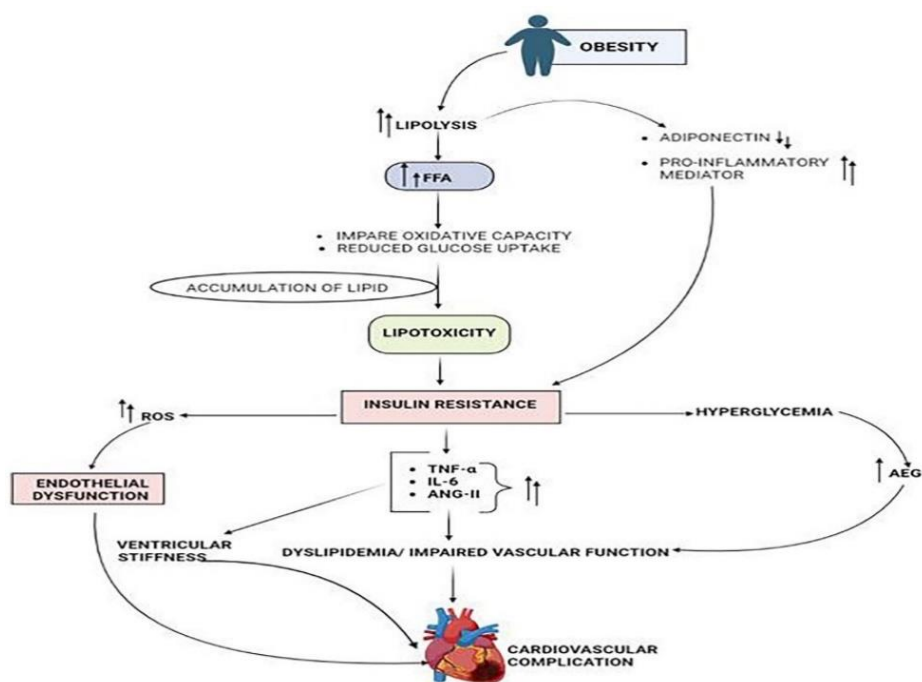 OBESITY
LIPOLYSIS
• ADIPONECTIN
• PRO-INFLAMMATORY
MEDIATOR
FFA
• IMPARE OXIDATIVE CAPACITY
• REDUCED GLUCOSE UPTAKE
ACCUMULATION OF LIPID
LIPOTOXICITY
INSULIN RESISTANCE
ROS
HYPERGLYCEMIA
• TNF-α
• IL-6
• ANG-II
AEG
ENDOTHELIAL
DYSFUNCTION
VENTRICULAR
STIFFNESS
DYSLIPIDEMIA/ IMPAIRED VASCULAR FUNCTION
CARDIOVASCULAR
COMPLICATION